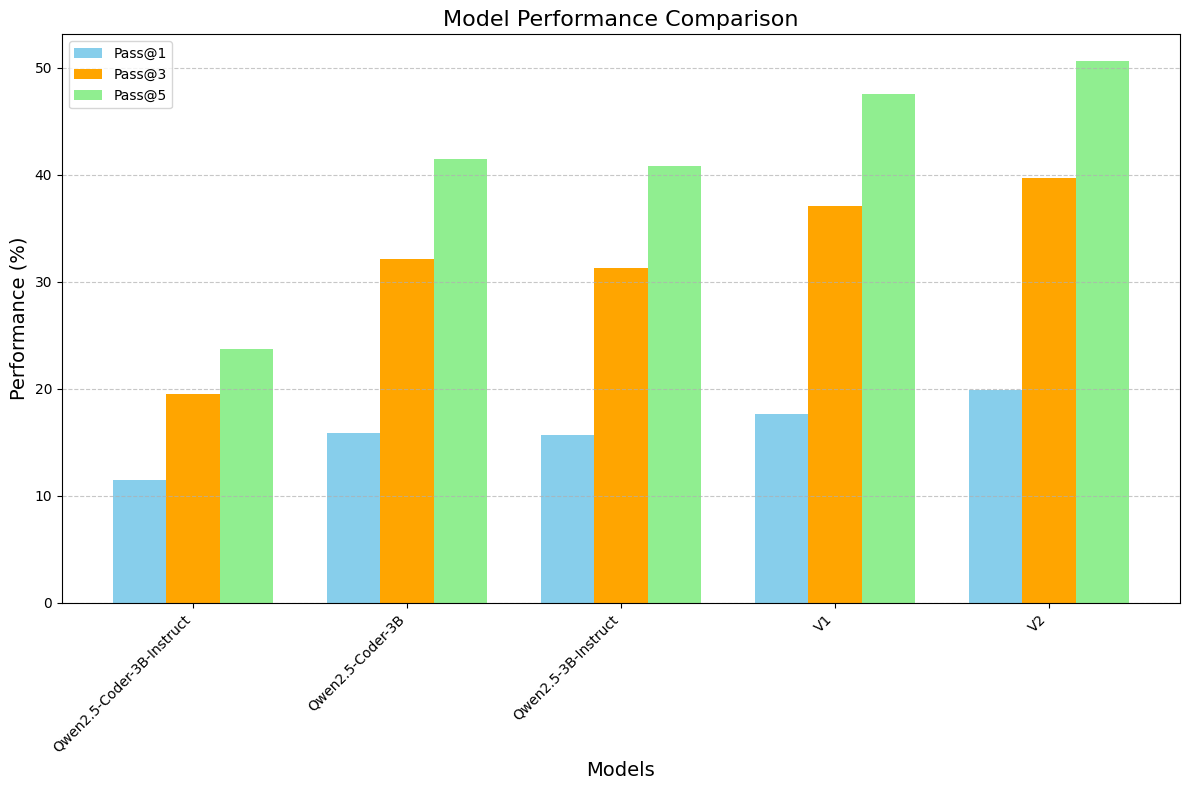 Model Performance Comparison
Pass@1
Pass@3
Pass@5
Performance (%)
50
40
30
20
10
0
Qwen2.5-Coder-3B-Instruct
Qwen2.5-Coder-3B
Qwen2.5-3B-Instruct
V1
V2
Models